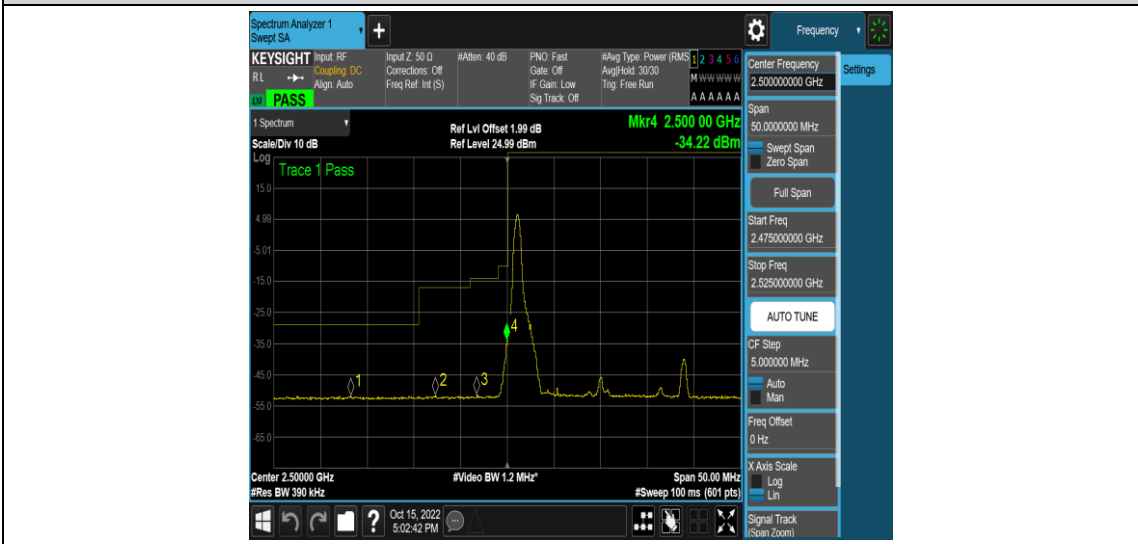 Spectrum Analyzer 1
Swept SA
+
Frequency
KEYSIGHT
R L
PASS
Input: RF
Coupling: DC
Align: Auto
Input Z: 50 Ω
Corrections: Off
Freq Ref: Int (S)
#Atten: 40 dB
PNO: Fast
Gate: Off
IF Gain: Low
Sig Track: Off
#Avg Type: Power (RMS
Avg|Hold: 30/30
Trig: Free Run
1 2 3 4 5 6
M W W W W W
A A A A A A
Center Frequency
2.500000000 GHz
Settings
Span
50.0000000 MHz
Swept Span
Zero Span
Full Span
Start Freq
2.475000000 GHz
Stop Freq
2.525000000 GHz
AUTO TUNE
CF Step
5.000000 MHz
Auto
Man
Freq Offset
0 Hz
X Axis Scale
Log
Lin
Signal Track
(Span Zoom)
1 Spectrum
Scale/Div 10 dB
Ref Lvl Offset 1.99 dB
Ref Level 24.99 dBm
Mkr4 2.500 00 GHz
-34.22 dBm
Log
Trace 1 Pass
15.0
4.99
-5.01
-15.0
-25.0
-35.0
-45.0
-55.0
-65.0
1
2
3
4
Center 2.50000 GHz
#Res BW 390 kHz
#Video BW 1.2 MHz*
Span 50.00 MHz
#Sweep 100 ms (601 pts)
?
Oct 15, 2022
5:02:42 PM